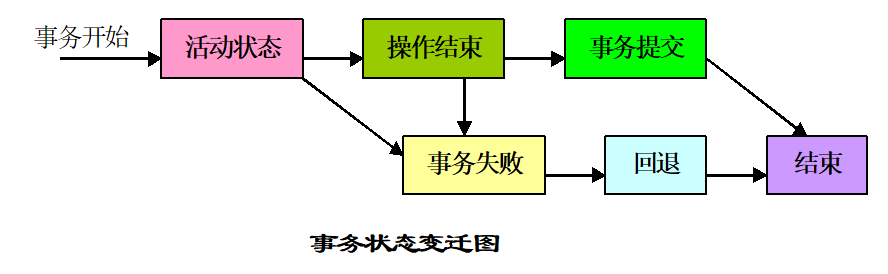 事务开始
活动状态
操作结束
事务提交
事务失败
回退
结束
事务状态变迁图